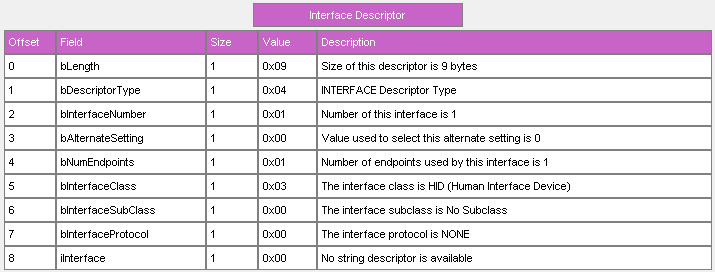 Interface Descriptor
Offset Field Size Value Description
0 bLength 1 0x09 Size of this descriptor is 9 bytes
1 bDescriptorType 1 0x04 INTERFACE Descriptor Type
2 bInterfaceNumber 1 0x01 Number of this interface is 1
3 bAlternateSetting 1 0x00 Value used to select this alternate setting is 0
4 bNumEndpoints 1 0x01 Number of endpoints used by this interface is 1
5 bInterfaceClass 1 0x03 The interface class is HID (Human Interface Device)
6 bInterfaceSubClass 1 0x00 The interface subclass is No Subclass
7 bInterfaceProtocol 1 0x00 The interface protocol is NONE
8 iInterface 1 0x00 No string descriptor is available